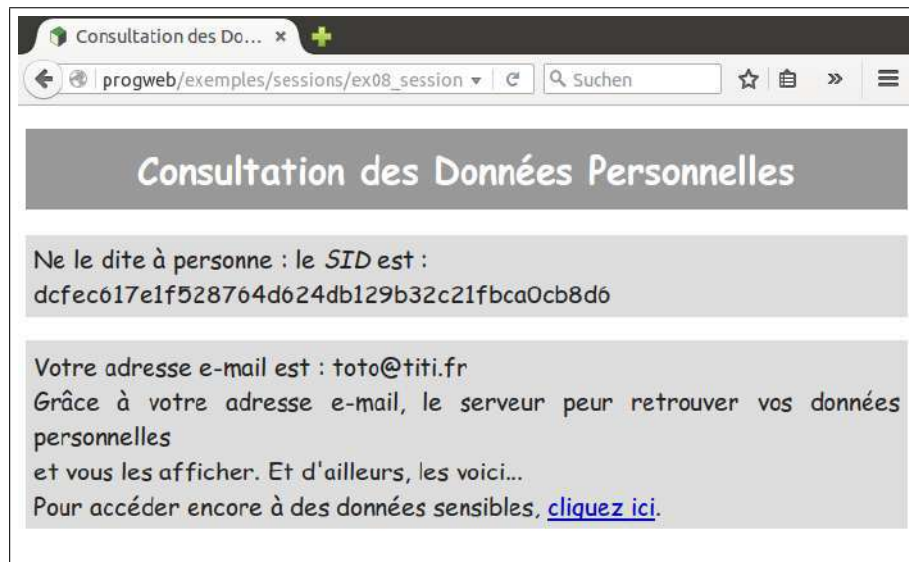 Consultation des Do...
progweb/exemples/sessions/ex08_session
Suchen
Consultation des Données Personnelles
Ne le dite à personne : le SID est :
dcfec617e1f528764d624db129b32c21fbca0cb8d6
Votre adresse e-mail est : toto@titi.fr
Grâce à votre adresse e-mail, le serveur peur retrouver vos données
personnelles
et vous les afficher. Et d'ailleurs, les voici...
Pour accéder encore à des données sensibles, cliquez ici.